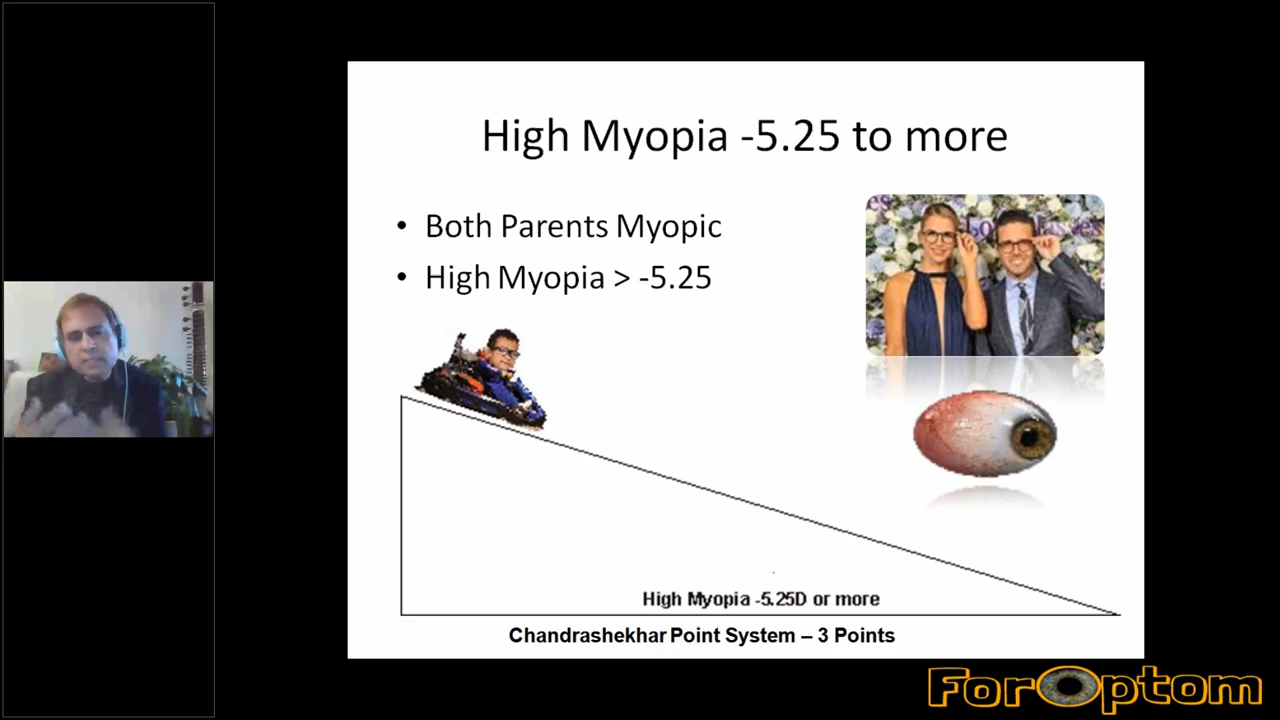 High Myopia -5.25 to more
• Both Parents Myopic
• High Myopia > -5.25
High Myopia -5.25D or more
Chandrashekhar Point System – 3 Points
ForOptom